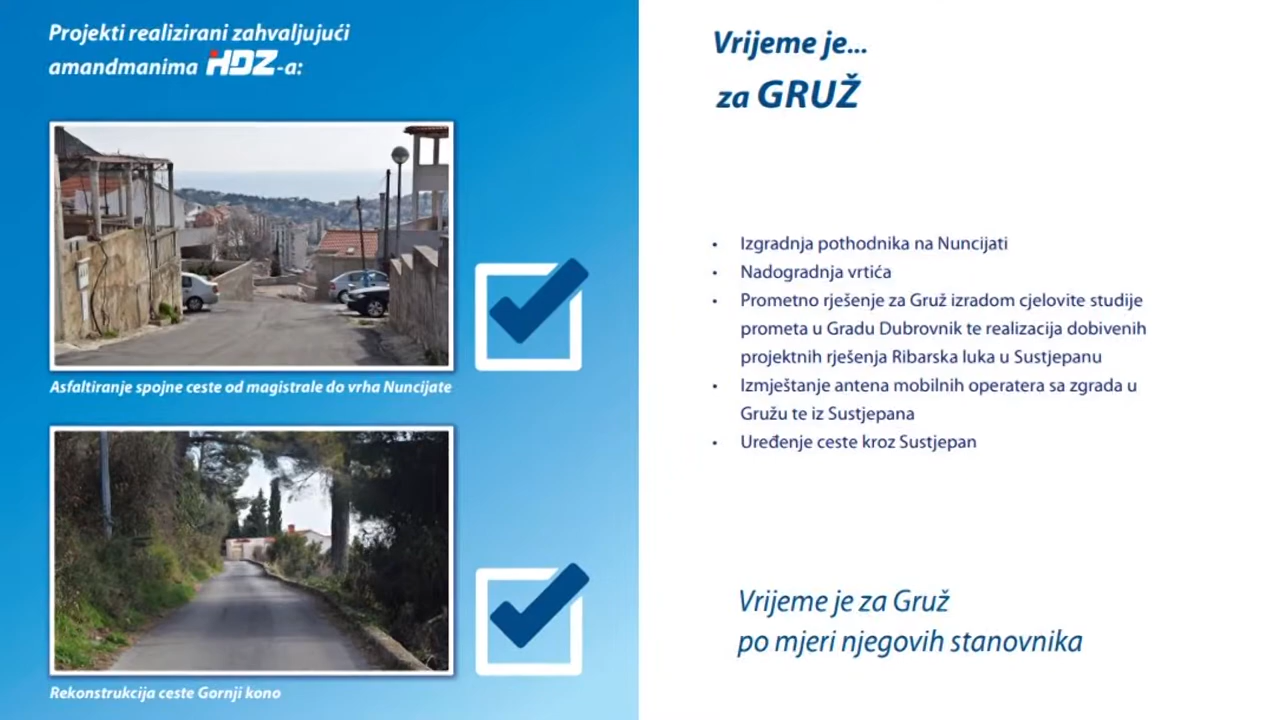 Projekti realizirani zahvaljujući
amandmanima HDZ-a:
Asfaltiranje spojne ceste od magistrale do vrha Nuncijate
Rekonstrukcija ceste Gornji kono
Vrijeme je...
za GRUŽ
• Izgradnja pothodnika na Nuncijati
• Nadogradnja vrtića
• Prometno rješenje za Gruž izradom cjelovite studije
prometa u Gradu Dubrovnik te realizacija dobivenih
projektnih rješenja Ribarska luka u Sustjepanu
• Izmještanje antena mobilnih operatera sa zgrada u
Gružu te iz Sustjepana
• Uređenje ceste kroz Sustjepan
Vrijeme je za Gruž
po mjeri njegovih stanovnika